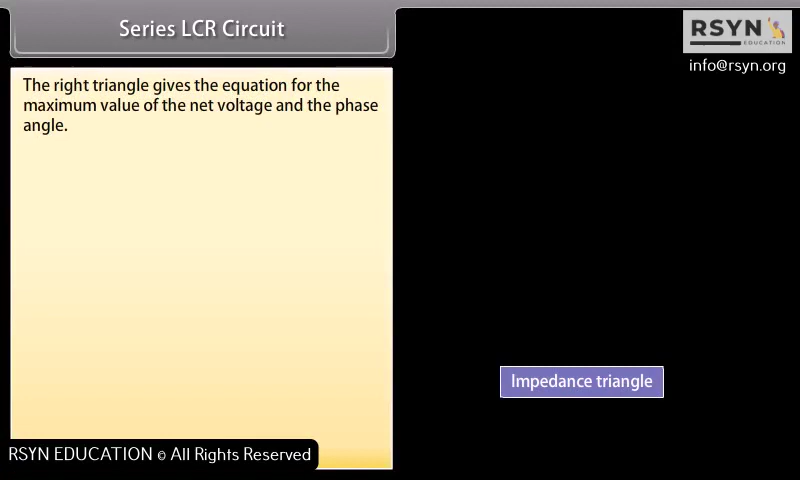 Series LCR Circuit
RSYN
EDUCATION
info@rsyn.org
The right triangle gives the equation for the
maximum value of the net voltage and the phase
angle.
Impedance triangle
RSYN EDUCATION © All Rights Reserved